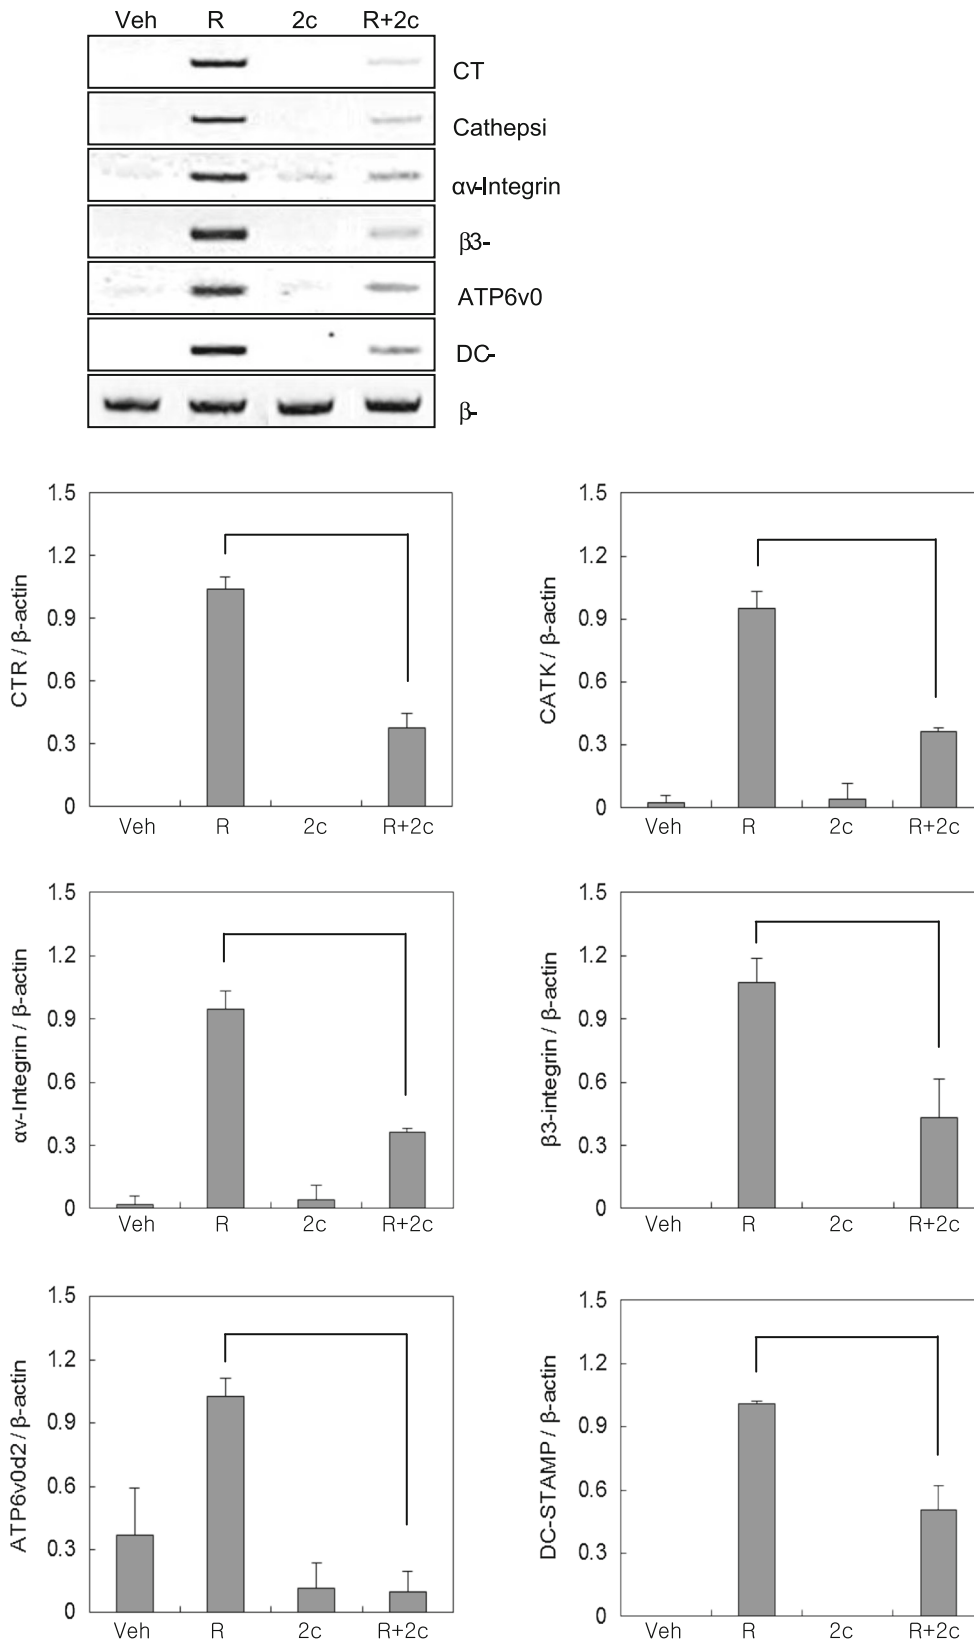 Veh R 2c R+2c
CT
Cathepsi
αv-Integrin
β3-
ATP6v0
DC-
β-
1.5
1.2
0.9
0.6
0.3
0
CTR / β-actin
Veh R 2c R+2c
1.5
1.2
0.9
0.6
0.3
0
CATK / β-actin
Veh R 2c R+2c
1.5
1.2
0.9
0.6
0.3
0
αv-Integrin / β-actin
Veh R 2c R+2c
1.5
1.2
0.9
0.6
0.3
0
β3-integrin / β-actin
Veh R 2c R+2c
1.5
1.2
0.9
0.6
0.3
0
ATP6v0d2 / β-actin
Veh R 2c R+2c
1.5
1.2
0.9
0.6
0.3
0
DC-STAMP / β-actin
Veh R 2c R+2c